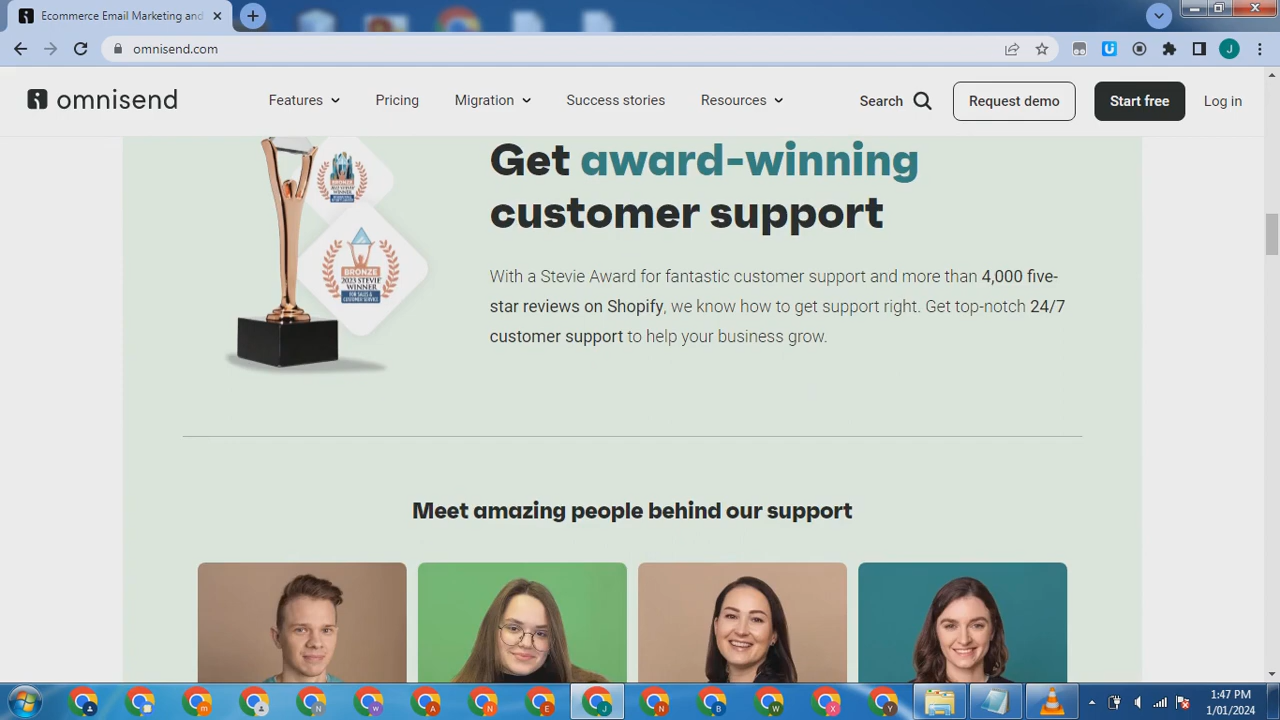 Ecommerce Email Marketing and
omnisend.com
J
omnisend
Features
Pricing
Migration
Success stories
Resources
Search
Request demo
Start free
Log in
BRONZE
2023 STEVIE
WINNER
FOR SALES &
CUSTOMER SERVICE
Get award-winning
customer support
With a Stevie Award for fantastic customer support and more than 4,000 five-
star reviews on Shopify, we know how to get support right. Get top-notch 24/7
customer support to help your business grow.
Meet amazing people behind our support
1:47 PM
1/01/2024